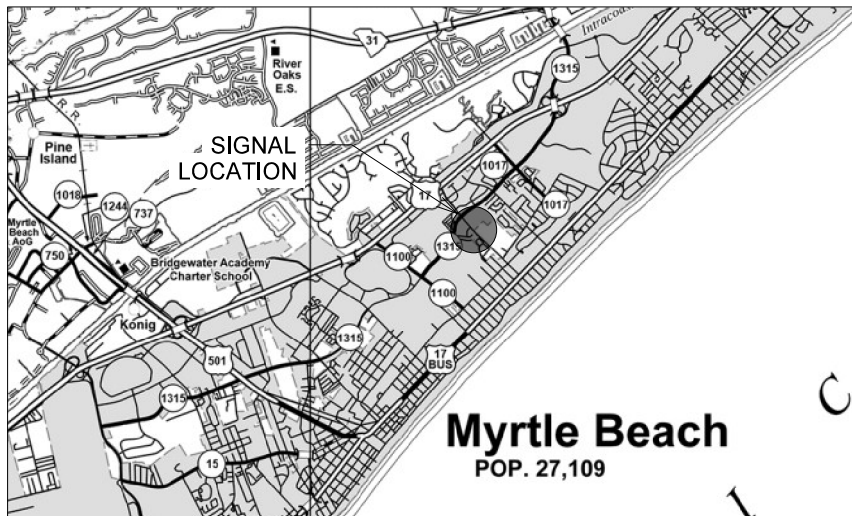 31
Intracoa
River
Oaks
E.S.
1315
R.R.
SIGNAL
LOCATION
Pine
Island
1017
17
1018
1244
737
1017
Myrtle
Beach
AoG
750
1315
Bridgewater Academy
Charter School
1100
1100
Konig
1315
501
17
BUS
1315
15
Myrtle Beach
POP. 27,109
C
I